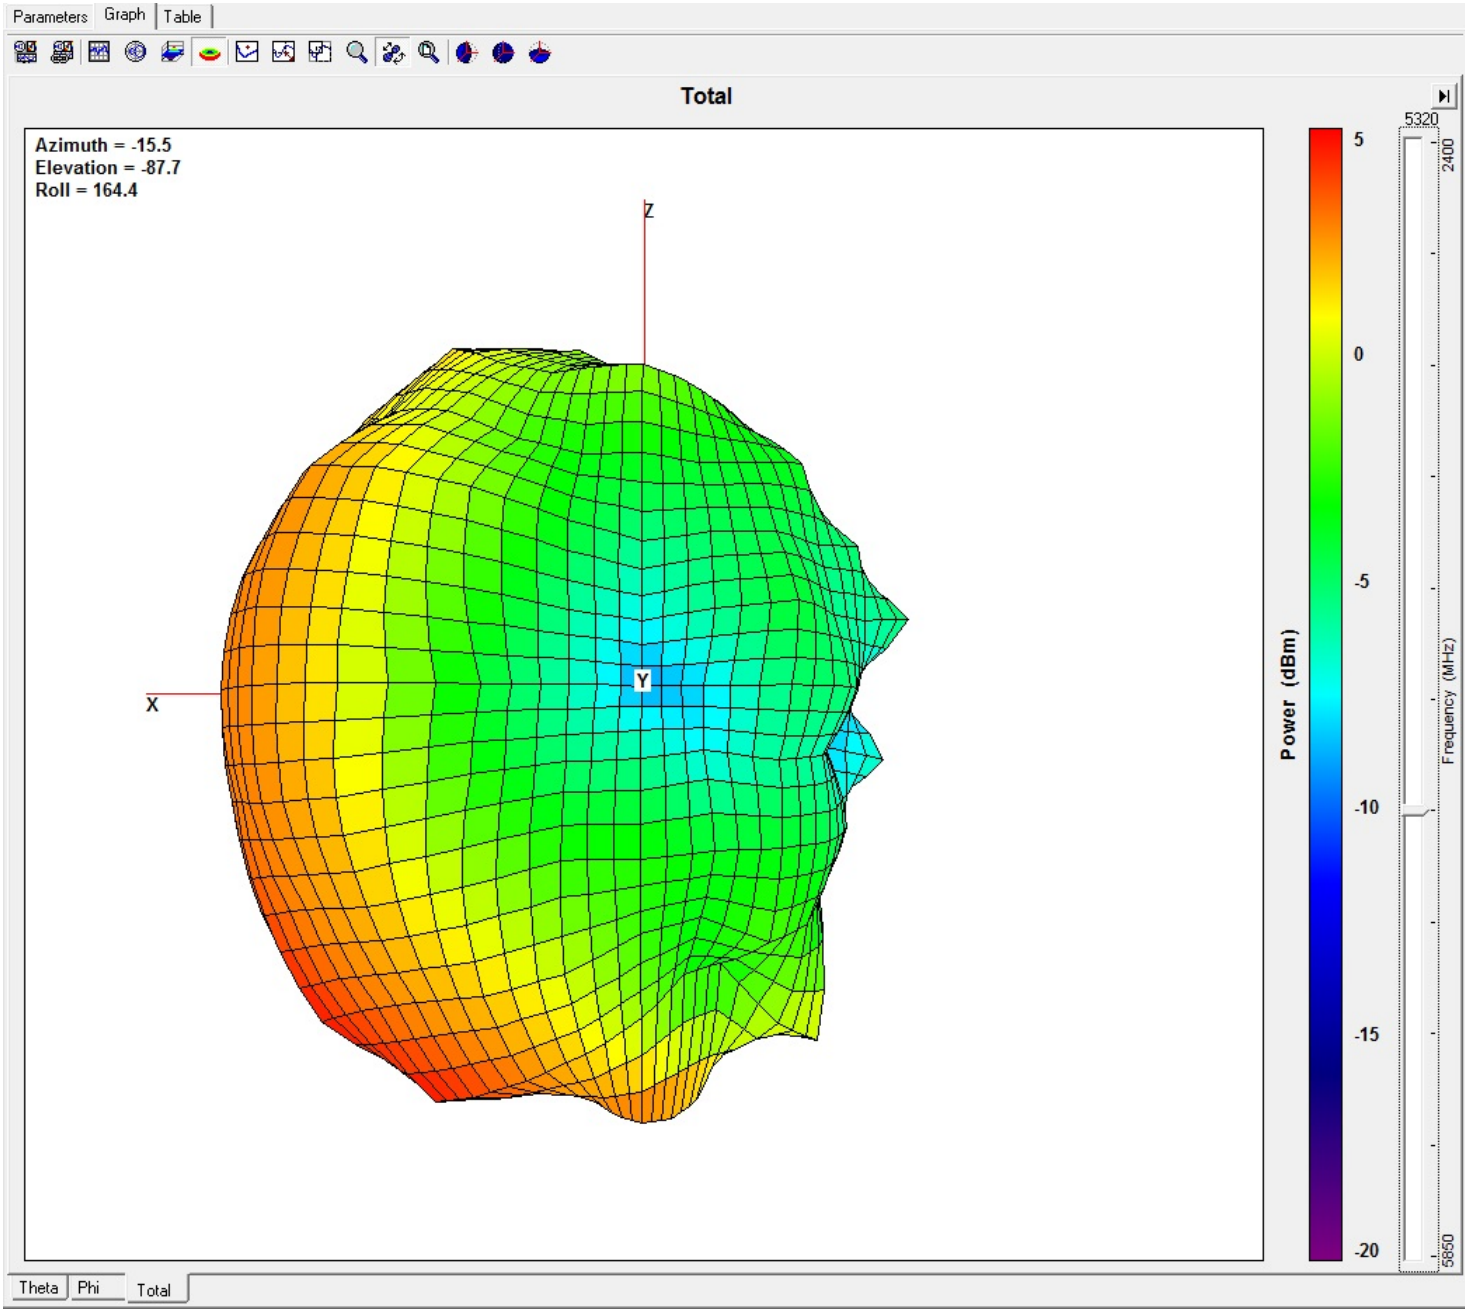 Parameters Graph Table
Total
5320
Azimuth = -15.5
Elevation = -87.7
Roll = 164.4
Z
Y
X
5
0
-5
-10
-15
-20
Power (dBm)
2400
Frequency (MHz)
5850
Theta Phi Total